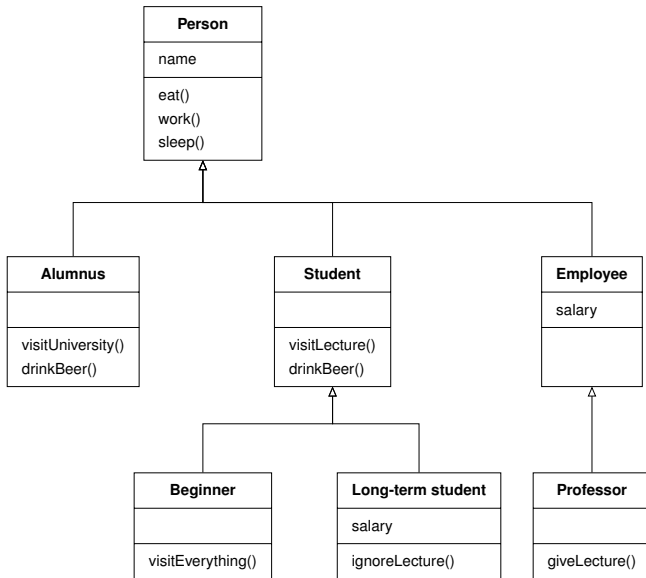 Person
name
eat()
work()
sleep()
Alumnus
visitUniversity()
drinkBeer()
Student
visitLecture()
drinkBeer()
Employee
salary
Beginner
visitEverything()
Long-term student
salary
ignoreLecture()
Professor
giveLecture()